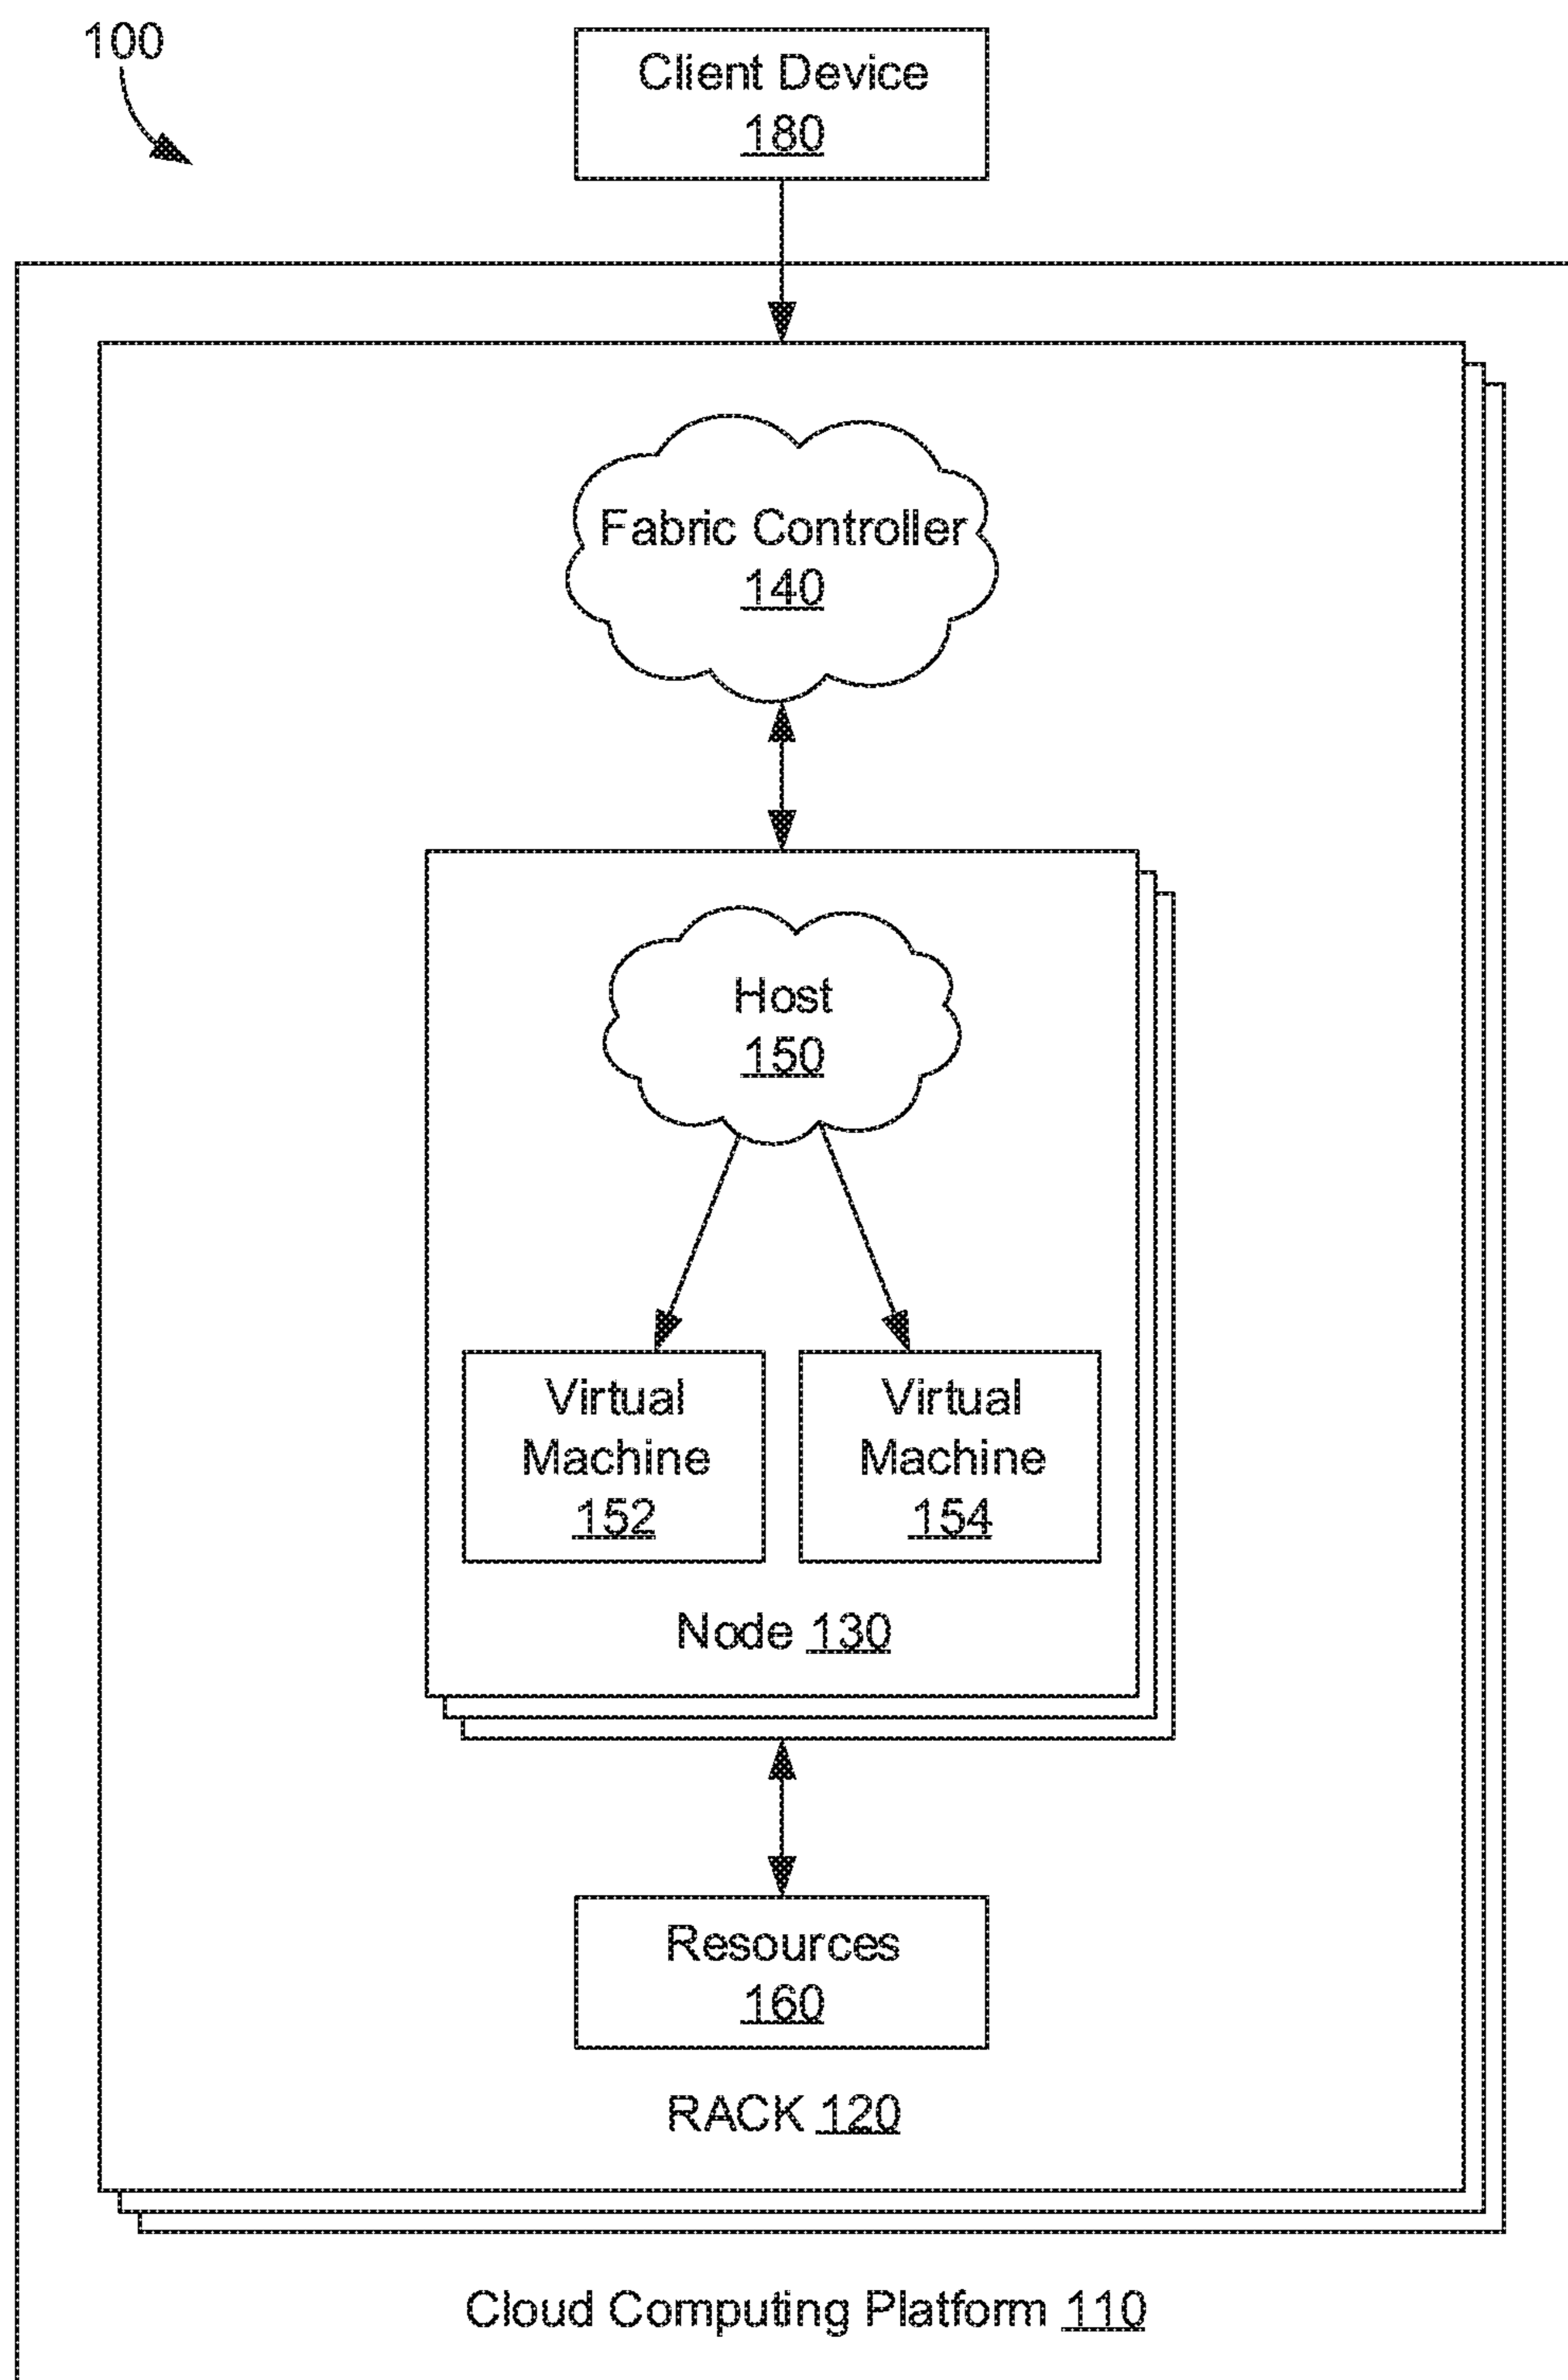 100
Client Device
180
Fabric Controller
140
Host
150
Virtual
Machine
152
Virtual
Machine
154
Node 130
Resources
160
RACK 120
Cloud Computing Platform 110